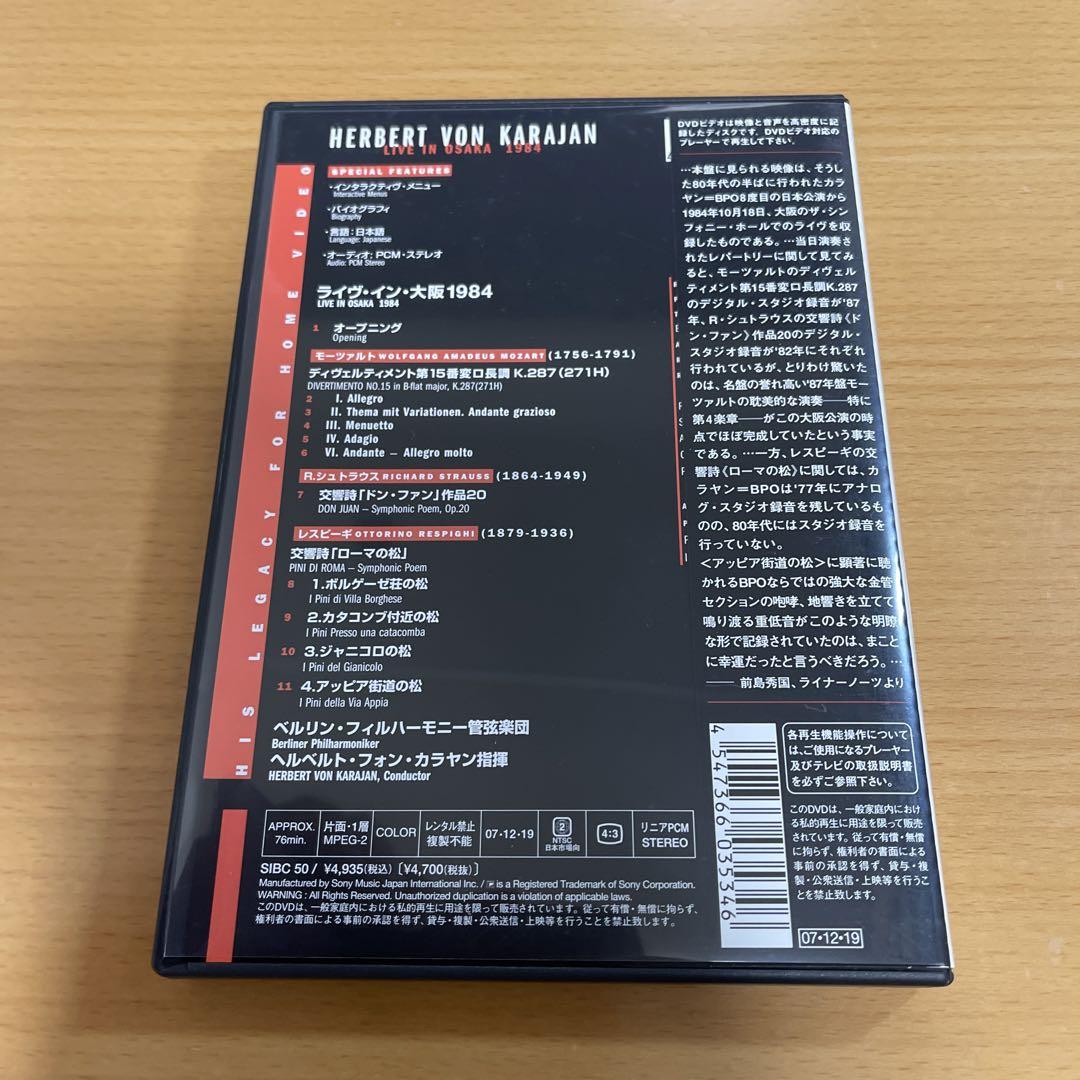 HERBERT VON KARAJAN
LIVE IN OSAKA 1984
SPECIAL FEATURES
・インタラクティヴ・メニュー
Interactive Menus
・バイオグラフィ
Biography
・言語：日本語
Language: Japanese
・オーディオ：PCM・ステレオ
Audio: PCM Stereo
ライヴ・イン・大阪1984
LIVE IN OSAKA 1984
1 オープニング
Opening
モーツァルト WOLFGANG AMADEUS MOZART (1756-1791)
ディヴェルティメント第15番変ロ長調 K.287(271H)
DIVERTIMENTO NO.15 in B-flat major, K.287(271H)
2 I. Allegro
3 II. Thema mit Variationen. Andante grazioso
4 III. Menuetto
5 IV. Adagio
6 VI. Andante – Allegro molto
R.シュトラウス RICHARD STRAUSS (1864-1949)
7 交響詩「ドン・ファン」作品20
DON JUAN – Symphonic Poem, Op.20
レスピーギ OTTORINO RESPIGHI (1879-1936)
交響詩「ローマの松」
PINI DI ROMA – Symphonic Poem
8 1.ボルゲーゼ荘の松
I Pini di Villa Borghese
9 2.カタコンブ付近の松
I Pini Presso una catacomba
10 3.ジャニコロの松
I Pini del Gianicolo
11 4.アッピア街道の松
I Pini della Via Appia
ベルリン・フィルハーモニー管弦楽団
Berliner Philharmoniker
ヘルベルト・フォン・カラヤン指揮
HERBERT VON KARAJAN, Conductor
HIS LEGACY FOR HOME VIDEO
APPROX. 76min.
片面・1層 MPEG-2
COLOR
レンタル禁止 複製不能
07・12・19
2 NTSC 日本市場向
4:3
リニアPCM STEREO
SIBC 50 / ¥4,935(税込) 〔¥4,700(税抜)〕
Manufactured by Sony Music Japan International Inc. / is a Registered Trademark of Sony Corporation.
WARNING : All Rights Reserved. Unauthorized duplication is a violation of applicable laws.
このDVDは、一般家庭内における私的再生に用途を限って販売されています。従って有償・無償に拘らず、
権利者の書面による事前の承認を得ず、貸与・複製・公衆送信・上映等を行うことを禁止致します。
DVDビデオは映像と音声を高密度に記
録したディスクです。DVDビデオ対応の
プレーヤーで再生して下さい。
…本盤に見られる映像は、そうし
た80年代の半ばに行われたカラ
ヤン=BPO8度目の日本公演から
1984年10月18日、大阪のザ・シン
フォニー・ホールでのライヴを収
録したものである。…当日演奏さ
れたレパートリーに関して見てみ
ると、モーツァルトのディヴェル
ティメント第15番変ロ長調K.287
のデジタル・スタジオ録音が'87
年、R・シュトラウスの交響詩《ド
ン・ファン》作品20のデジタル・
スタジオ録音が'82年にそれぞれ
行われているが、とりわけ驚いた
のは、名盤の誉れ高い'87年盤モー
ツァルトの耽美的な演奏――特に
第4楽章――がこの大阪公演の時
点でほぼ完成していたという事実
である。…一方、レスピーギの交
響詩《ローマの松》に関しては、カ
ラヤン=BPOは'77年にアナロ
グ・スタジオ録音を残しているも
のの、80年代にはスタジオ録音を
行っていない。
<アッピア街道の松>に顕著に聴
かれるBPOならではの強大な金管
セクションの咆哮、地響きを立てて
鳴り渡る重低音がこのような明瞭
な形で記録されていたのは、まこと
に幸運だったと言うべきだろう。…
―― 前島秀国、ライナーノーツより
4 547366 035346
各再生機能操作については、
ご使用になるプレーヤー
及びテレビの取扱説明書
を必ずご参照下さい。
このDVDは、一般家庭内におけ
る私的再生に用途を限って販売
されています。従って有償・無償
に拘らず、権利者の書面による
事前の承認を得ず、貸与・複
製・公衆送信・上映等を行うこ
とを禁止致します。
07・12・19